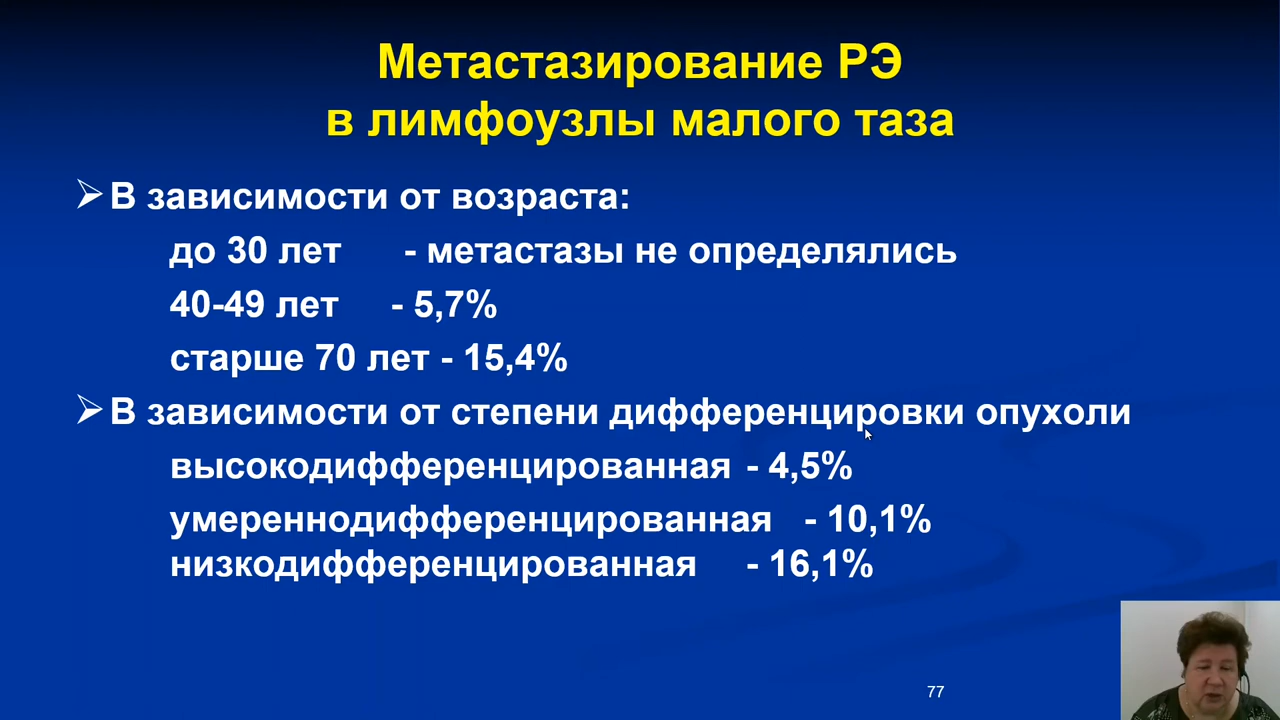 Метастазирование РЭ
в лимфоузлы малого таза
В зависимости от возраста:
до 30 лет - метастазы не определялись
40-49 лет - 5,7%
старше 70 лет - 15,4%
В зависимости от степени дифференцировки опухоли
высокодифференцированная - 4,5%
умереннодифференцированная - 10,1%
низкодифференцированная - 16,1%
77